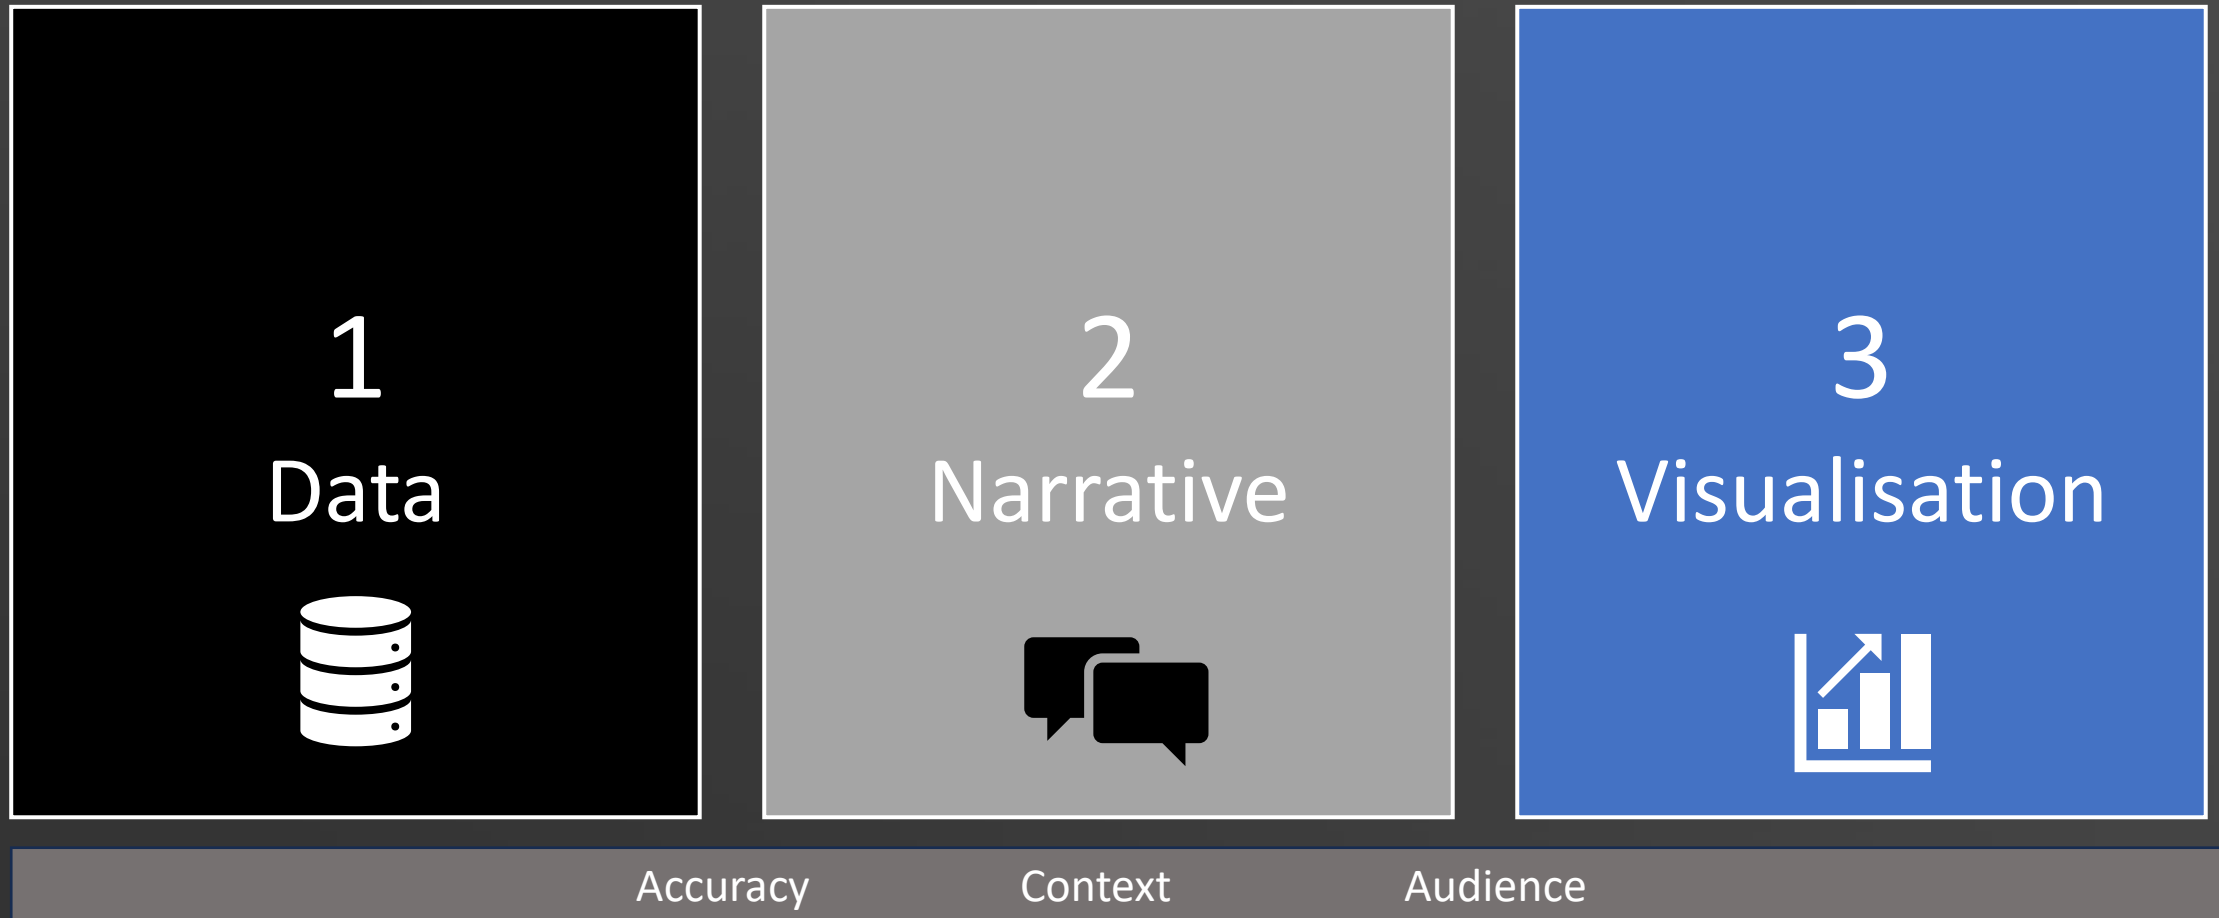 1
Data
2
Narrative
3
Visualisation
Accuracy Context Audience